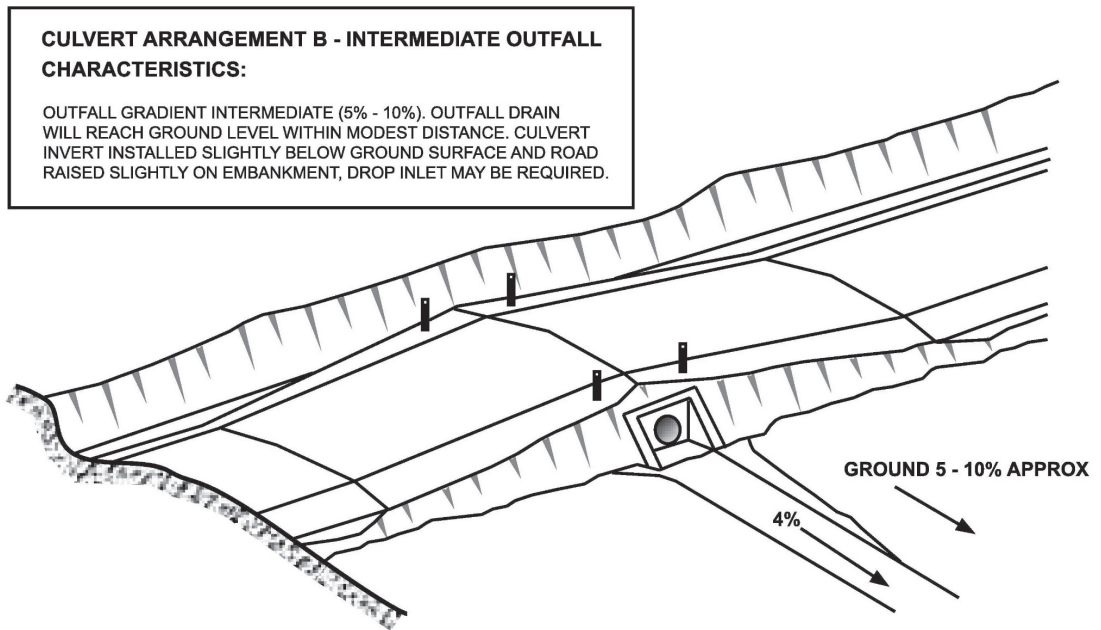 CULVERT ARRANGEMENT B - INTERMEDIATE OUTFALL
CHARACTERISTICS:
OUTFALL GRADIENT INTERMEDIATE (5% - 10%). OUTFALL DRAIN
WILL REACH GROUND LEVEL WITHIN MODEST DISTANCE. CULVERT
INVERT INSTALLED SLIGHTLY BELOW GROUND SURFACE AND ROAD
RAISED SLIGHTLY ON EMBANKMENT, DROP INLET MAY BE REQUIRED.
GROUND 5 - 10% APPROX
4%